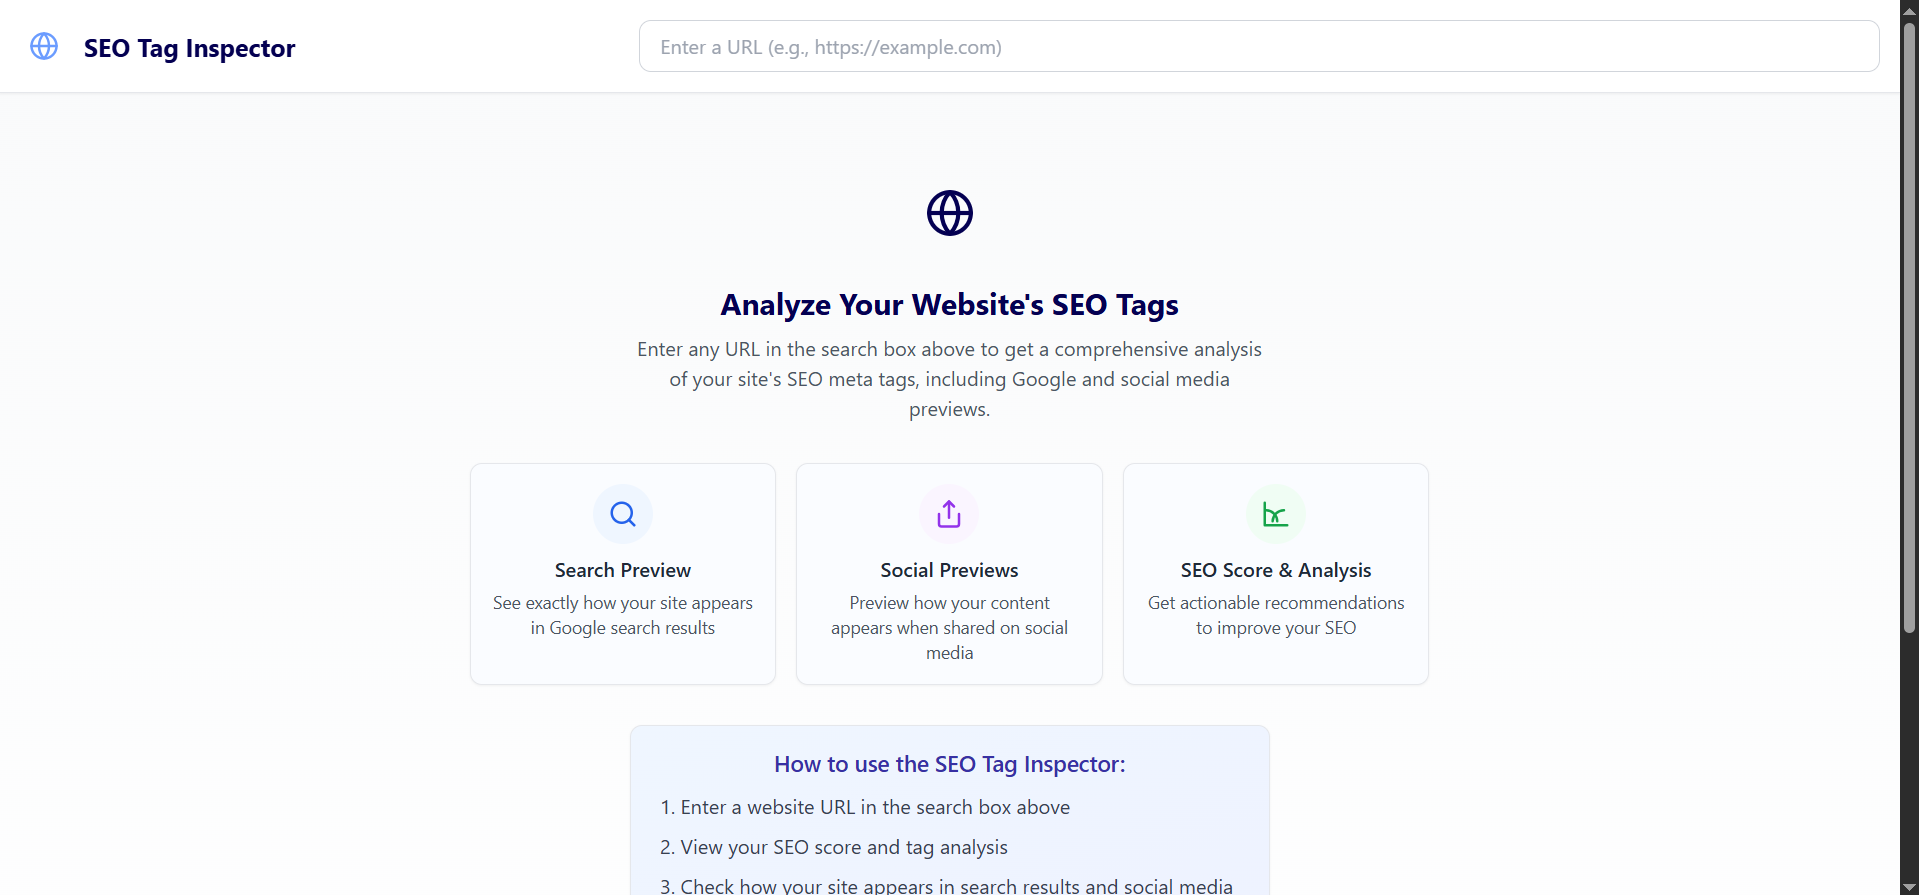 SEO Tag Inspector
Enter a URL (e.g., https://example.com)
Analyze Your Website's SEO Tags
Enter any URL in the search box above to get a comprehensive analysis
of your site's SEO meta tags, including Google and social media
previews.
Search Preview
See exactly how your site appears
in Google search results
Social Previews
Preview how your content
appears when shared on social
media
SEO Score & Analysis
Get actionable recommendations
to improve your SEO
How to use the SEO Tag Inspector:
1. Enter a website URL in the search box above
2. View your SEO score and tag analysis
3. Check how your site appears in search results and social media